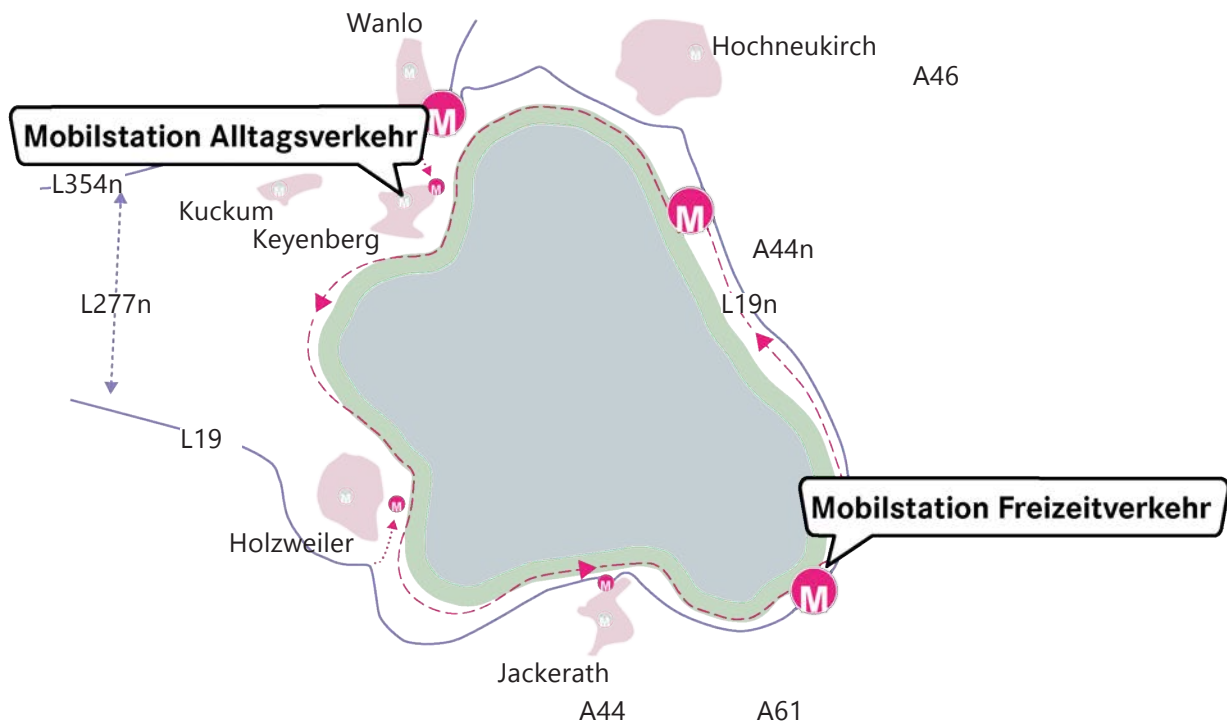 Wanlo
Hochneukirch
A46
M
M
M
Mobilstation Alltagsverkehr
L354n
M
M
M
Kuckum
Keyenberg
M
A44n
L277n
L19n
L19
M
M
Holzweiler
Mobilstation Freizeitverkehr
M
M
M
Jackerath
A44
A61